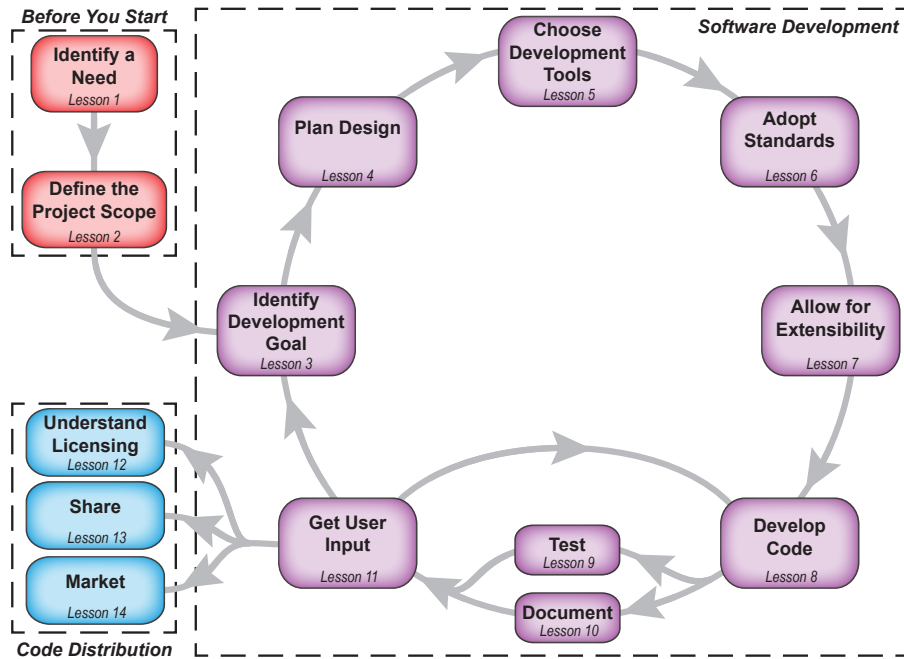 Before You Start
Identify a
Need
Lesson 1
Define the
Project Scope
Lesson 2
Software Development
Identify
Development
Goal
Lesson 3
Plan Design
Lesson 4
Choose
Development
Tools
Lesson 5
Adopt
Standards
Lesson 6
Allow for
Extensibility
Lesson 7
Develop
Code
Lesson 8
Test
Lesson 9
Document
Lesson 10
Get User
Input
Lesson 11
Understand
Licensing
Lesson 12
Share
Lesson 13
Market
Lesson 14
Code Distribution